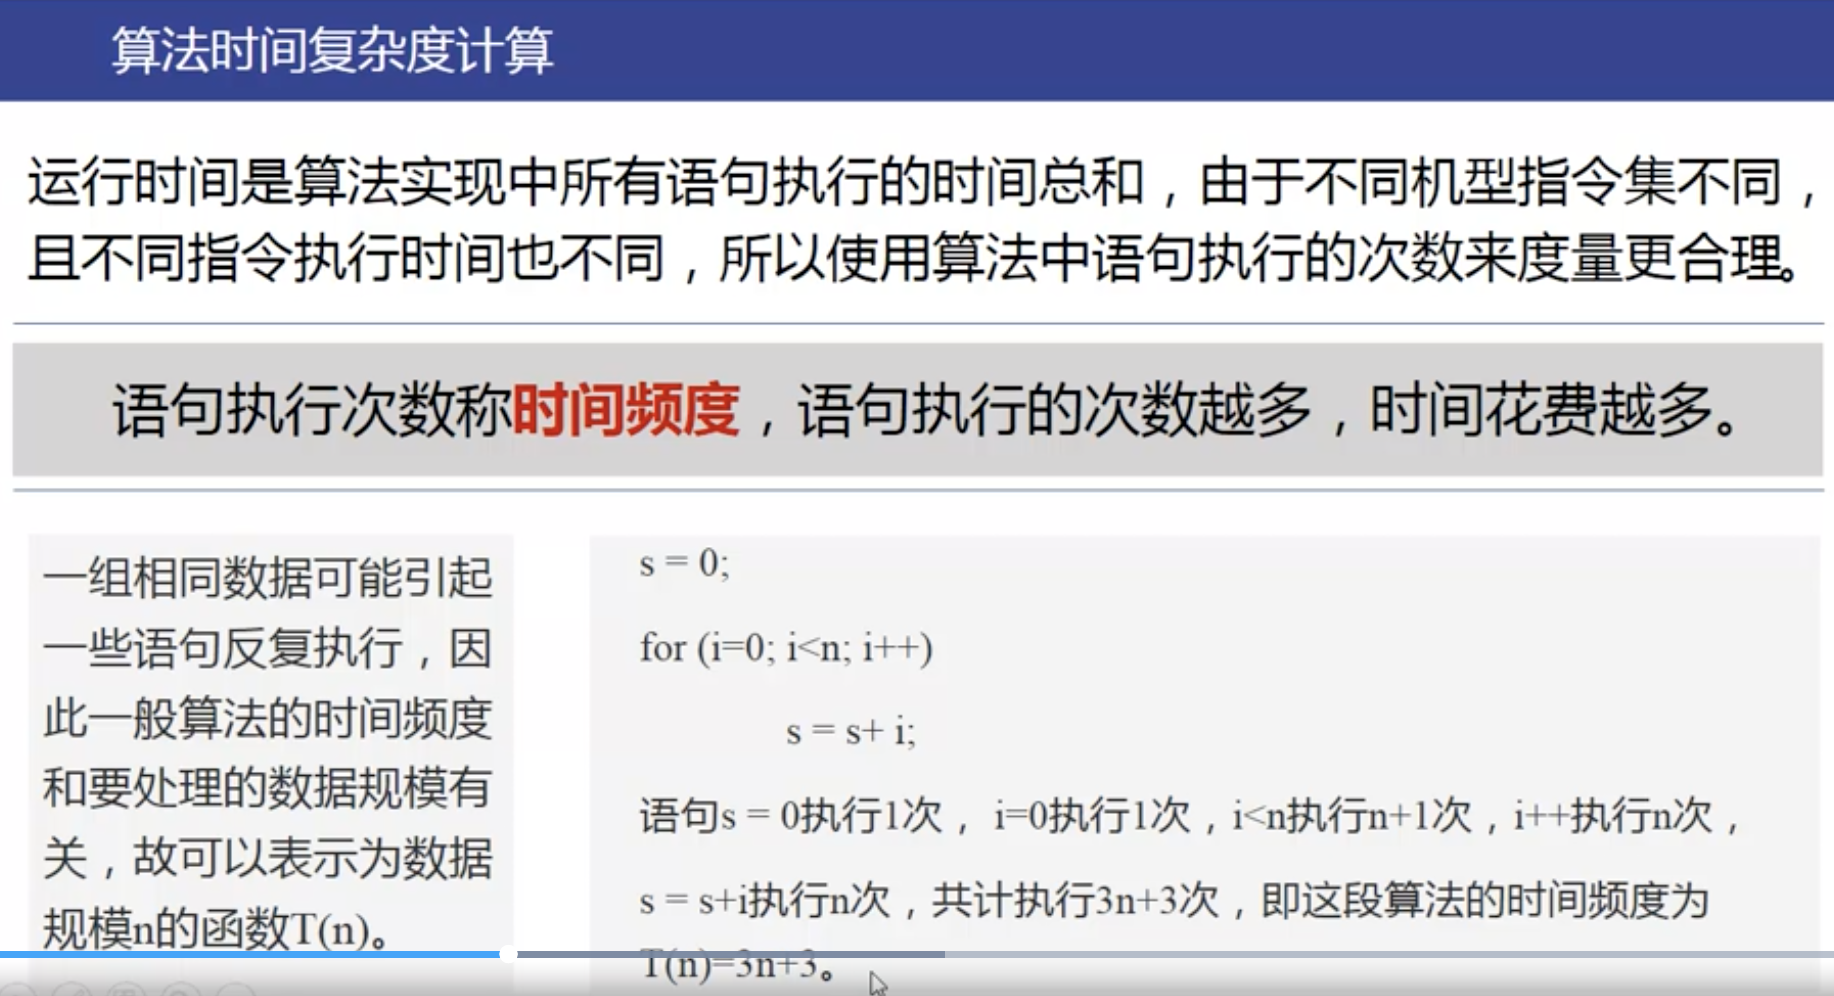 算法时间复杂度计算
运行时间是算法实现中所有语句执行的时间总和，由于不同机型指令集不同，
且不同指令执行时间也不同，所以使用算法中语句执行的次数来度量更合理。
语句执行次数称时间频度，语句执行的次数越多，时间花费越多。
一组相同数据可能引起
一些语句反复执行，因
此一般算法的时间频度
和要处理的数据规模有
关，故可以表示为数据
规模n的函数T(n)。
s = 0;
for (i=0; i<n; i++)
s = s+ i;
语句s = 0执行1次， i=0执行1次，i<n执行n+1次，i++执行n次，
s = s+i执行n次，共计执行3n+3次，即这段算法的时间频度为
T(n)=3n+3。